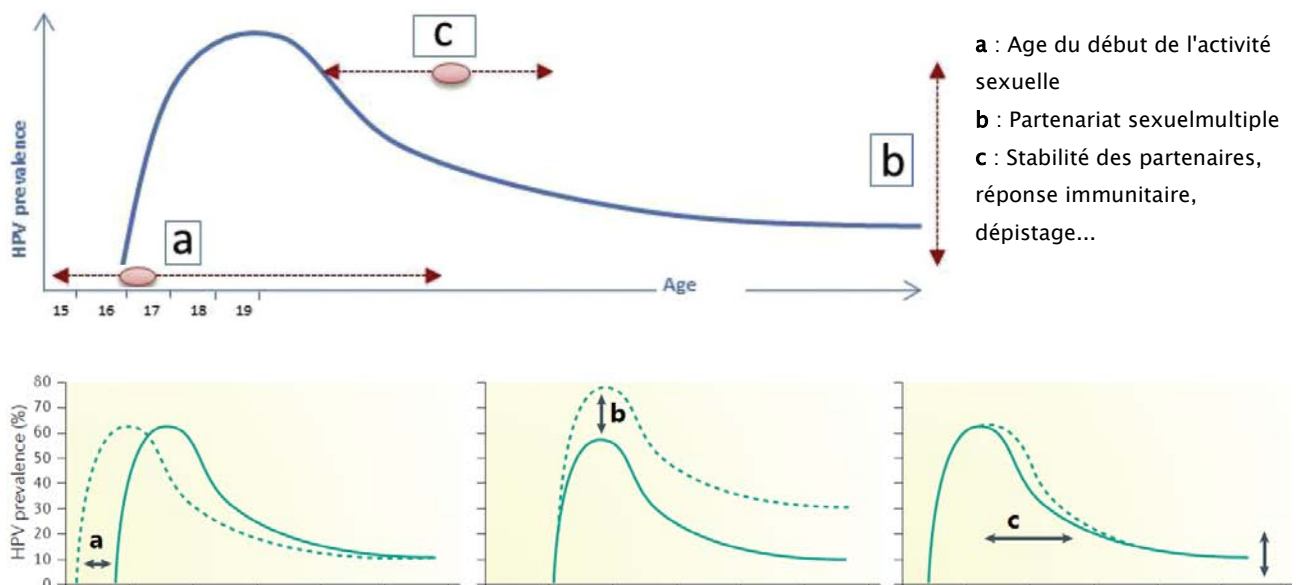 c
a : Age du début de l'activité
sexuelle
b : Partenariat sexuelmultiple
c : Stabilité des partenaires,
réponse immunitaire,
dépistage...
HPV prevalence
b
a
Age
15 16 17 18 19
HPV prevalence (%)
80
70
60
50
40
30
20
10
0
a
b
c